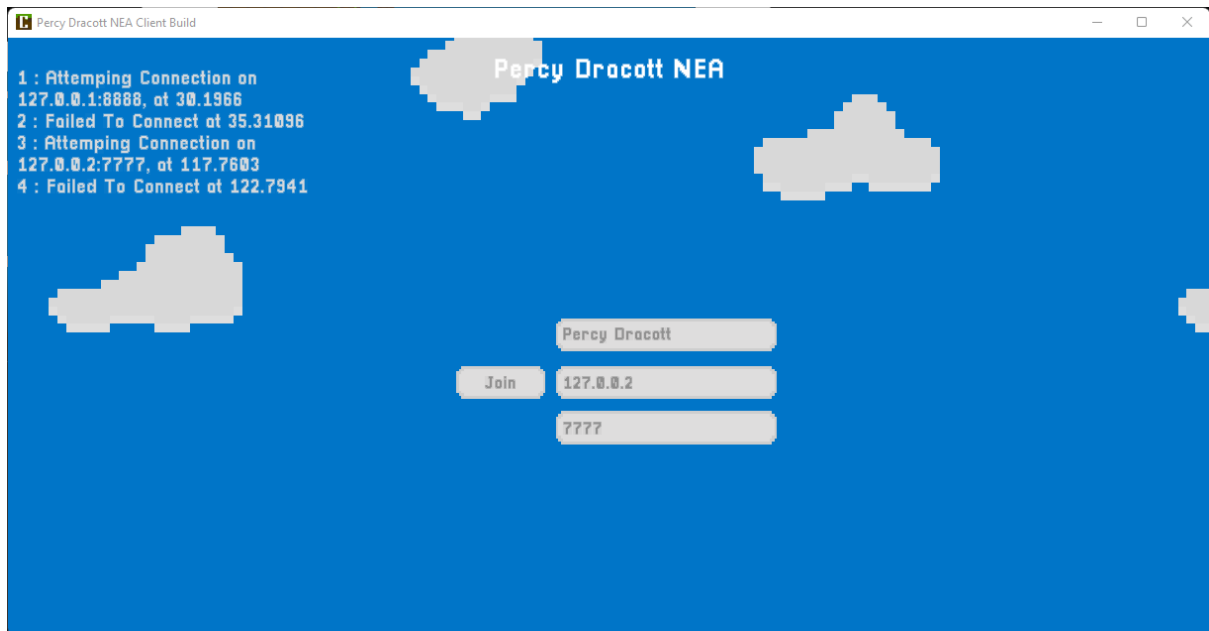 Percy Dracott NEA Client Build
Percy Dracott NEA
1 : Attemping Connection on
127.0.0.1:8888, at 30.1966
2 : Failed To Connect at 35.31096
3 : Attemping Connection on
127.0.0.2:7777, at 117.7603
4 : Failed To Connect at 122.7941
Percy Dracott
Join
127.0.0.2
7777